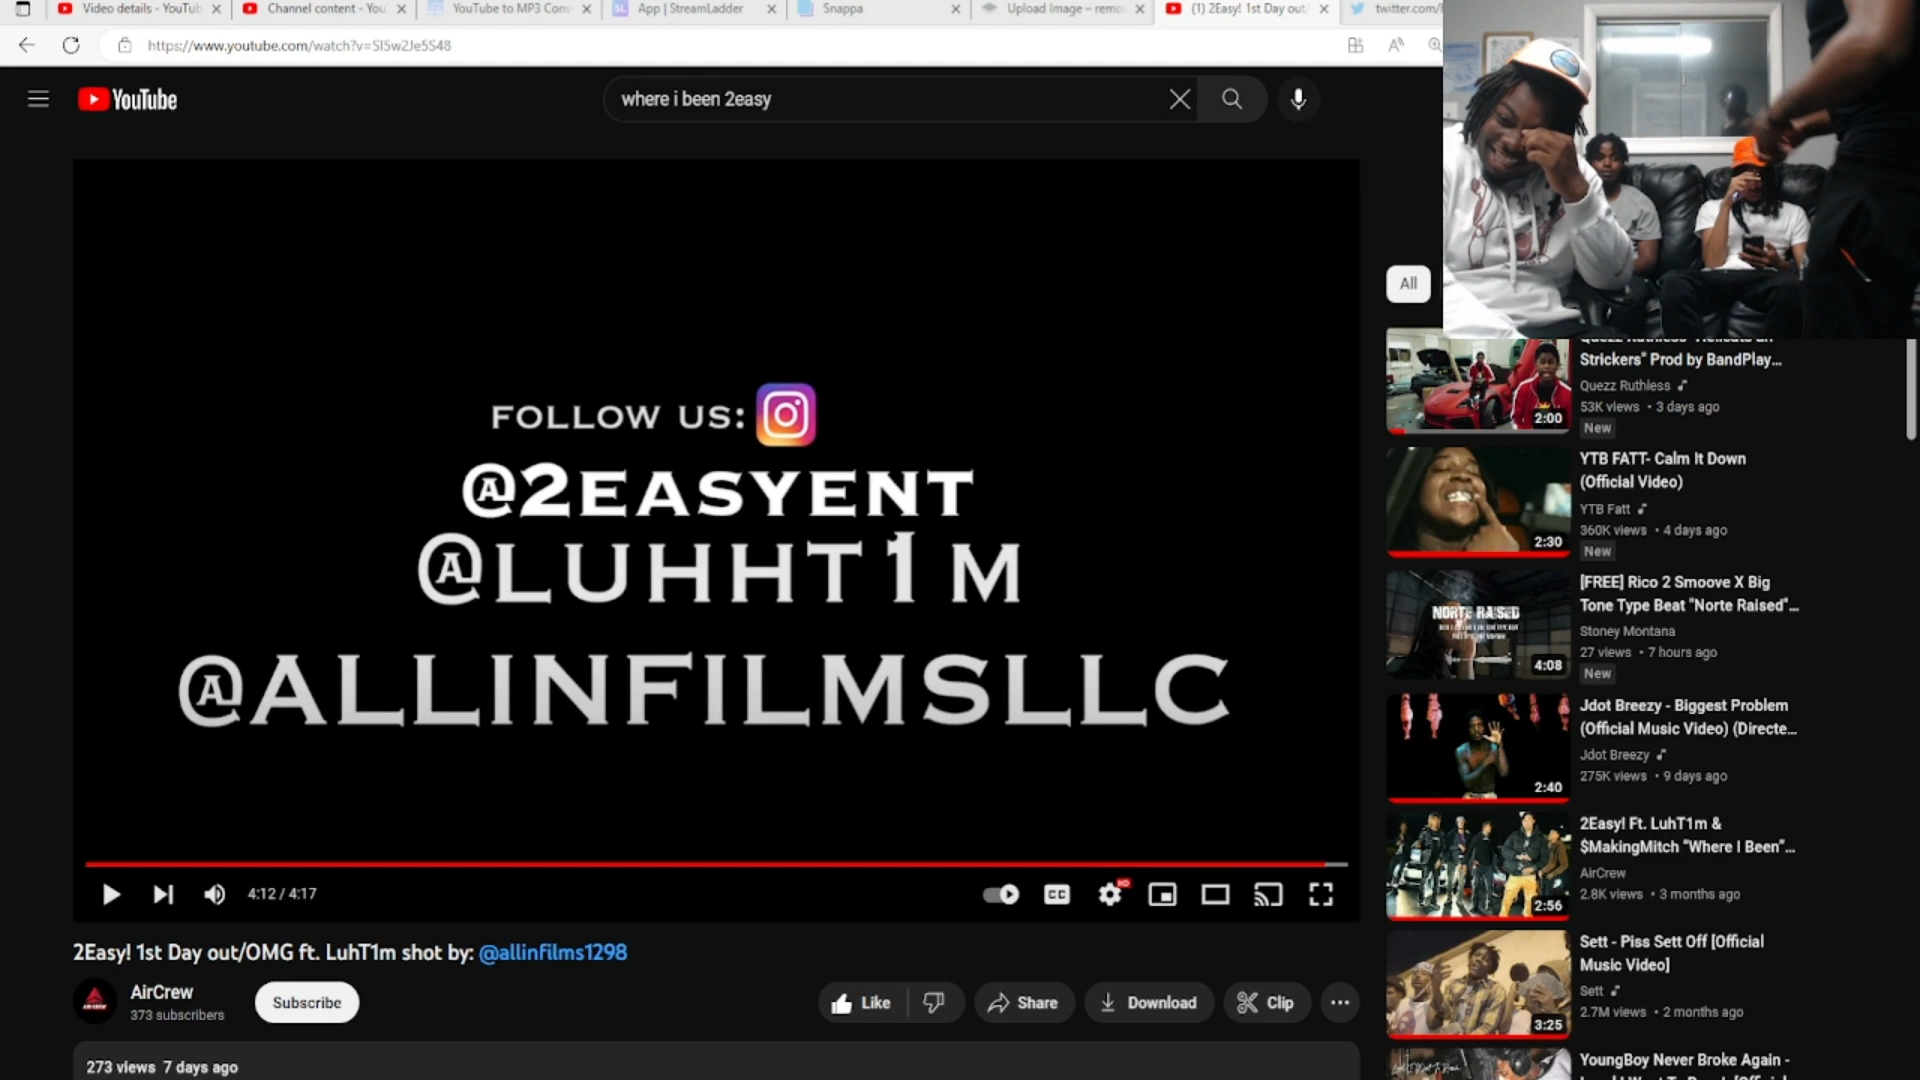 Video details - YouTub
Channel content - You
YouTube to MP3 Con
App | StreamLadder
Snappa
Upload Image – remo
(1) 2Easy! 1st Day out/
twitter.com/
https://www.youtube.com/watch?v=SI5w2Je5S48
YouTube
where i been 2easy
FOLLOW US:
@2EASYENT
@LUHHT1M
@ALLINFILMSLLC
4:12 / 4:17
CC
HD
2Easy! 1st Day out/OMG ft. LuhT1m shot by: @allinfilms1298
AirCrew
373 subscribers
Subscribe
Like
Share
Download
Clip
273 views 7 days ago
All
Strickers" Prod by BandPlay...
Quezz Ruthless
53K views • 3 days ago
New
2:00
YTB FATT- Calm It Down
(Official Video)
YTB Fatt
360K views • 4 days ago
New
2:30
[FREE] Rico 2 Smoove X Big
Tone Type Beat "Norte Raised"...
Stoney Montana
27 views • 7 hours ago
New
NORTE RAISED
4:08
Jdot Breezy - Biggest Problem
(Official Music Video) (Directe...
Jdot Breezy
275K views • 9 days ago
2:40
2Easy! Ft. LuhT1m &
$MakingMitch "Where I Been"...
AirCrew
2.8K views • 3 months ago
2:56
Sett - Piss Sett Off [Official
Music Video]
Sett
2.7M views • 2 months ago
3:25
YoungBoy Never Broke Again -